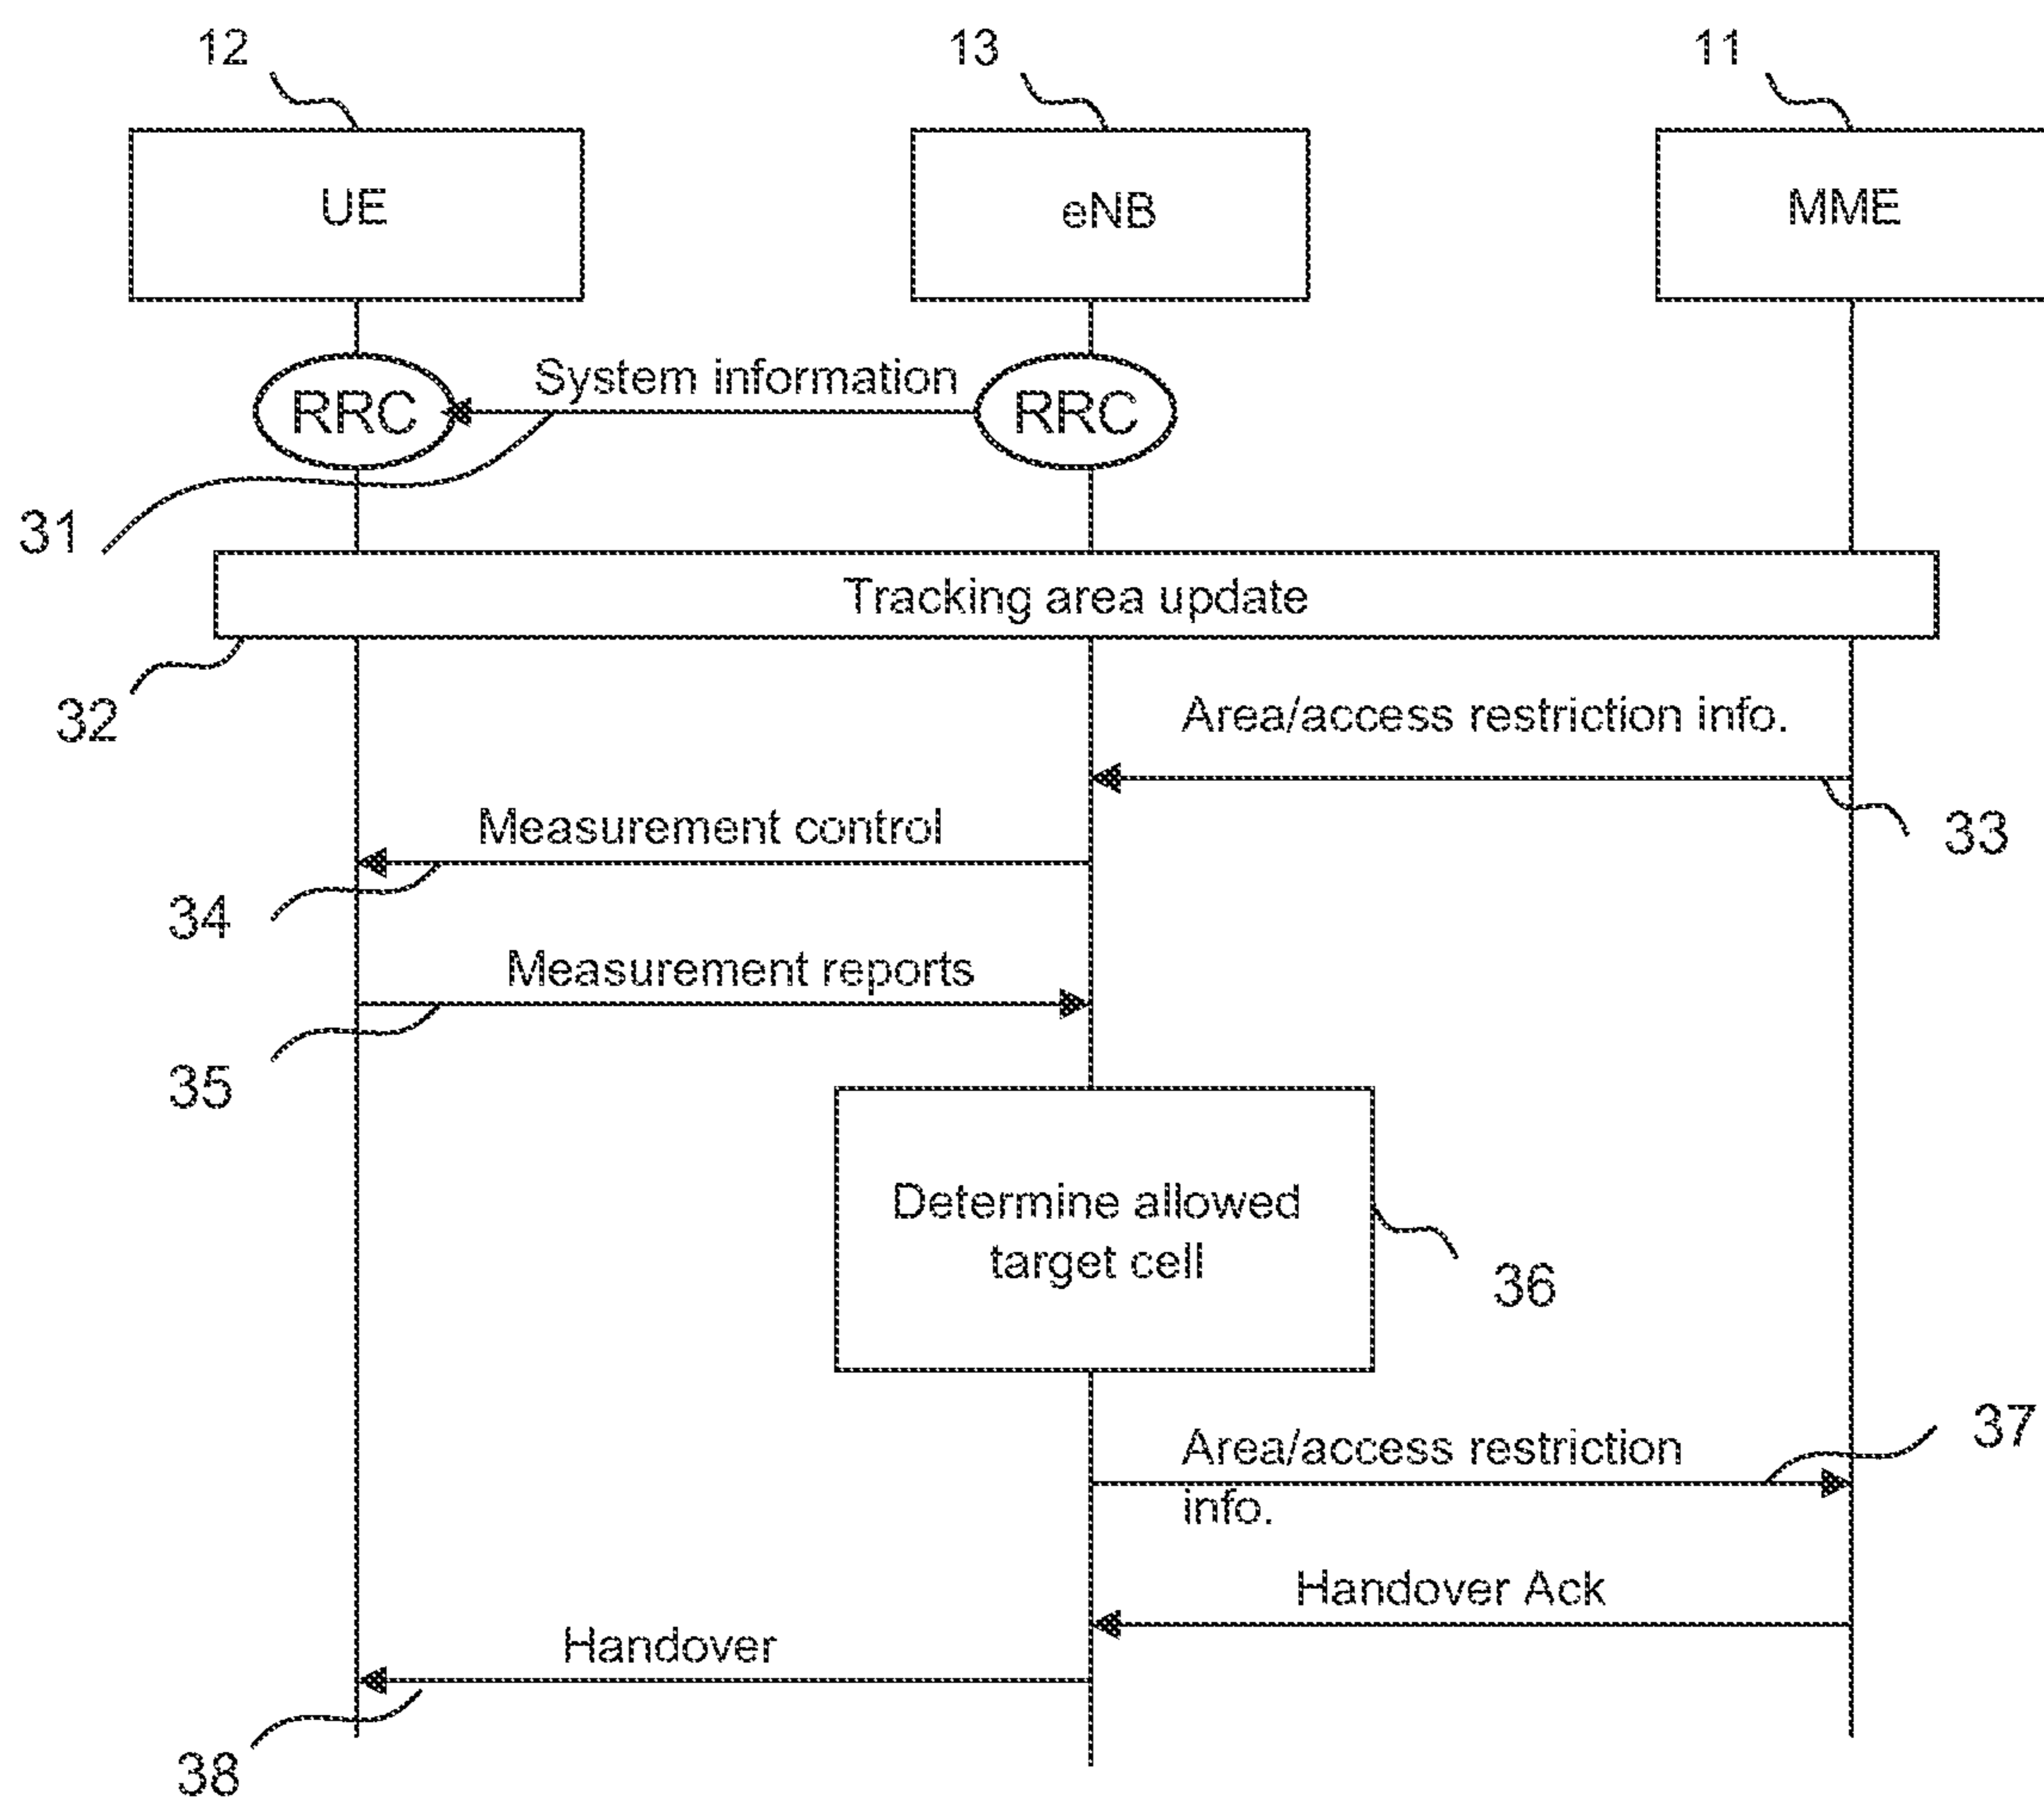 12
13
11
UE
eNB
MME
System information
RRC
RRC
31
Tracking area update
32
Area/access restriction info.
33
Measurement control
34
Measurement reports
35
Determine allowed
target cell
36
Area/access restriction
info.
37
Handover Ack
Handover
38